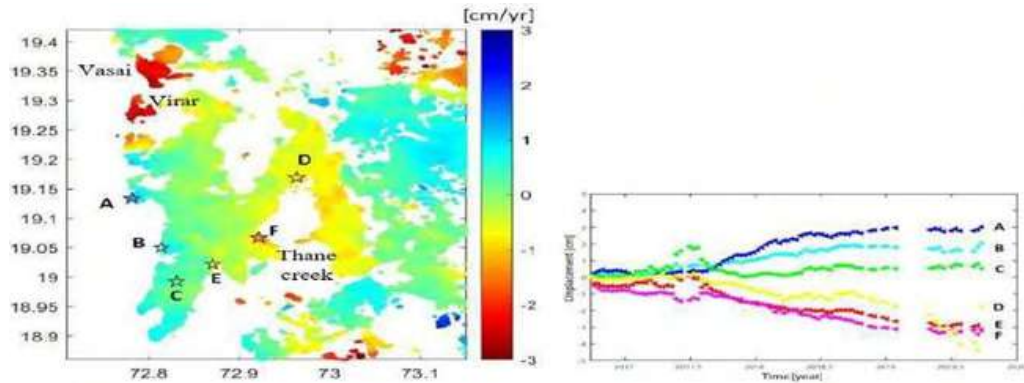 [cm/yr]
19.4
19.35
19.3
19.25
19.2
19.15
19.1
19.05
19
18.95
18.9
72.8
72.9
73
73.1
Vasai
Virar
A
B
C
D
E
F
Thane
creek
3
2
1
0
-1
-2
-3
Displacement [cm]
A
B
C
D
E
F
Time[year]